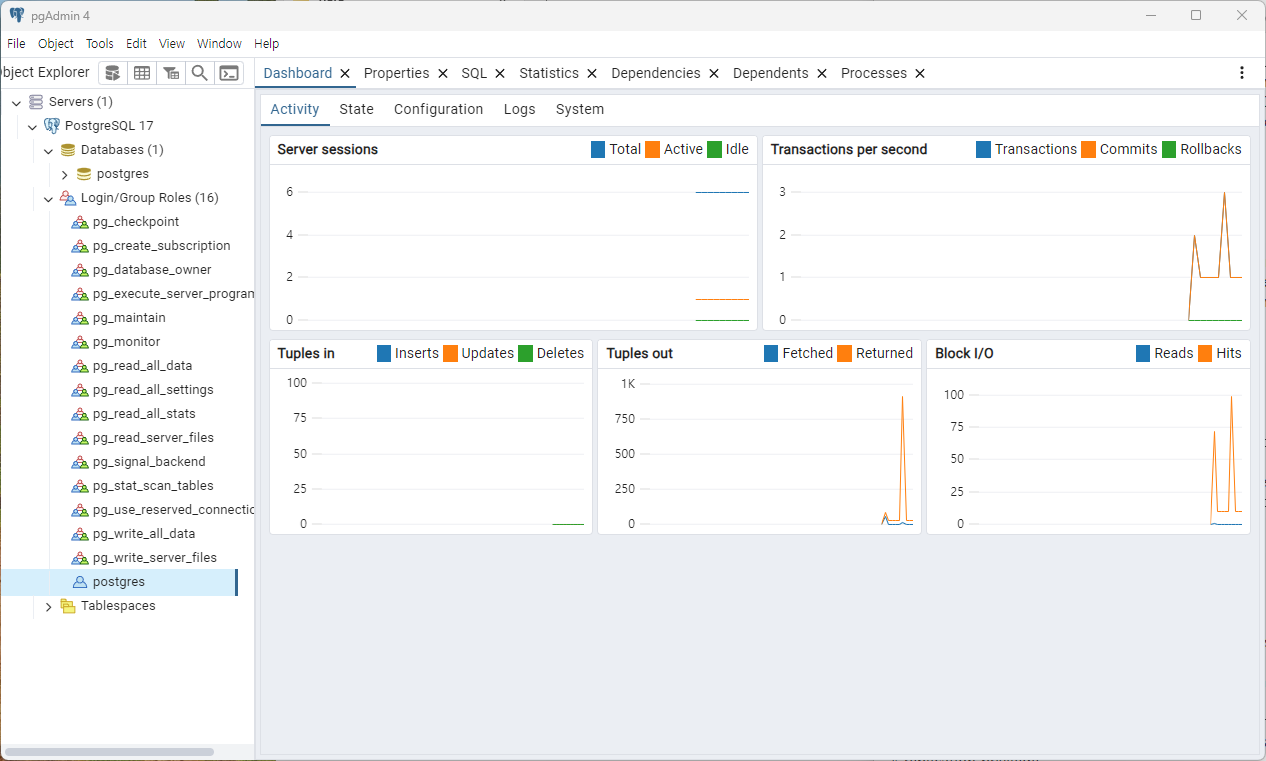 pgAdmin 4
File Object Tools Edit View Window Help
bject Explorer
Dashboard Properties SQL Statistics Dependencies Dependents Processes
Servers (1)
PostgreSQL 17
Databases (1)
postgres
Login/Group Roles (16)
pg_checkpoint
pg_create_subscription
pg_database_owner
pg_execute_server_program
pg_maintain
pg_monitor
pg_read_all_data
pg_read_all_settings
pg_read_all_stats
pg_read_server_files
pg_signal_backend
pg_stat_scan_tables
pg_use_reserved_connectic
pg_write_all_data
pg_write_server_files
postgres
Tablespaces
Activity State Configuration Logs System
Server sessions Total Active Idle
6
4
2
0
Transactions per second Transactions Commits Rollbacks
3
2
1
0
Tuples in Inserts Updates Deletes
100
75
50
25
0
Tuples out Fetched Returned
1K
750
500
250
0
Block I/O Reads Hits
100
75
50
25
0